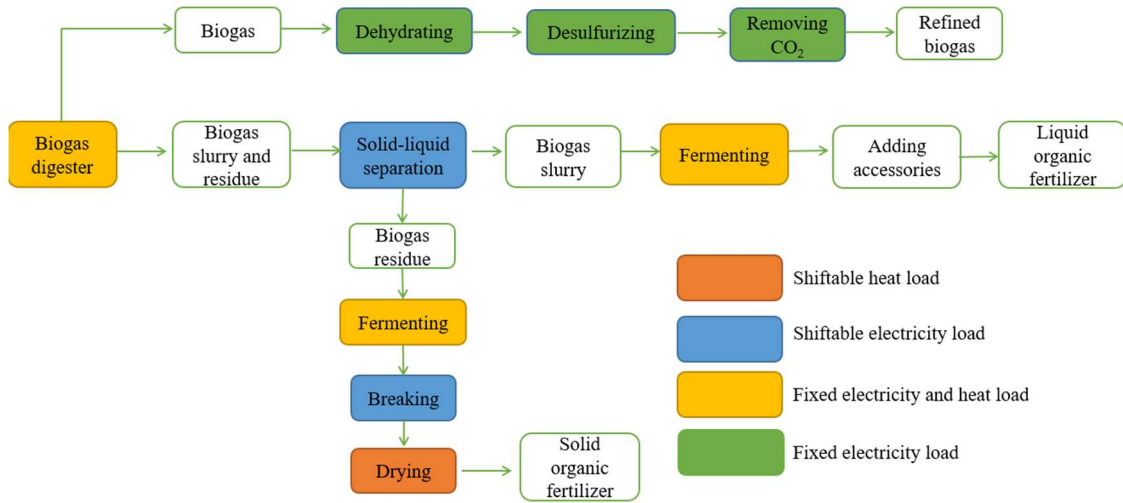 Biogas
Dehydrating
Desulfurizing
Removing
CO₂
Refined
biogas
Biogas
digester
Biogas
slurry and
residue
Solid-liquid
separation
Biogas
slurry
Fermenting
Adding
accessories
Liquid
organic
fertilizer
Biogas
residue
Fermenting
Breaking
Drying
Solid
organic
fertilizer
Shiftable heat load
Shiftable electricity load
Fixed electricity and heat load
Fixed electricity load